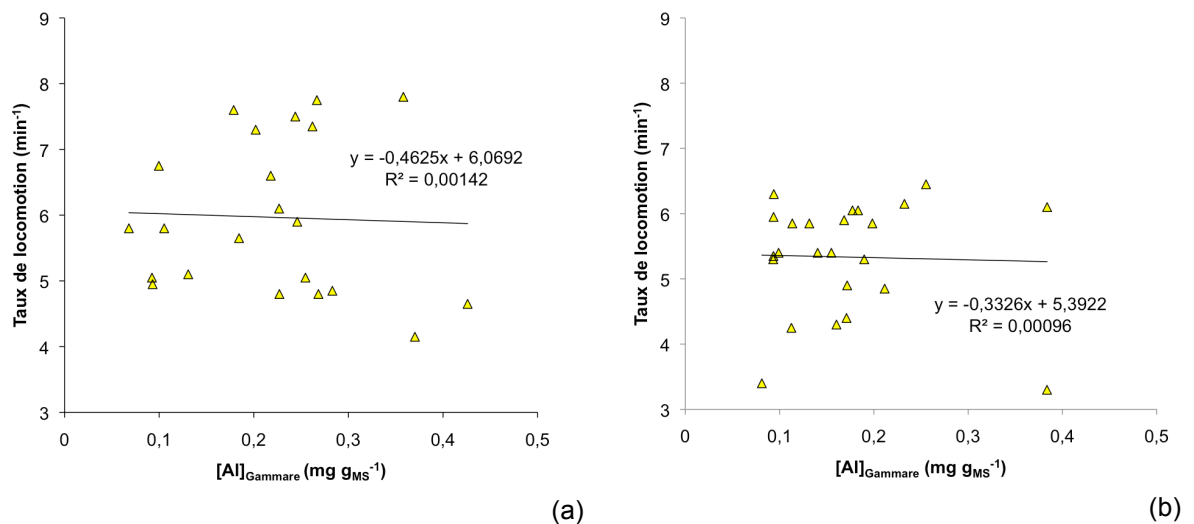 9
8
7
6
5
4
3
Taux de locomotion (min⁻¹)
y = -0,4625x + 6,0692
R² = 0,00142
0 0,1 0,2 0,3 0,4 0,5
[Al]Gammare (mg gMS⁻¹)
(a)
9
8
7
6
5
4
3
Taux de locomotion (min⁻¹)
y = -0,3326x + 5,3922
R² = 0,00096
0 0,1 0,2 0,3 0,4 0,5
[Al]Gammare (mg gMS⁻¹)
(b)